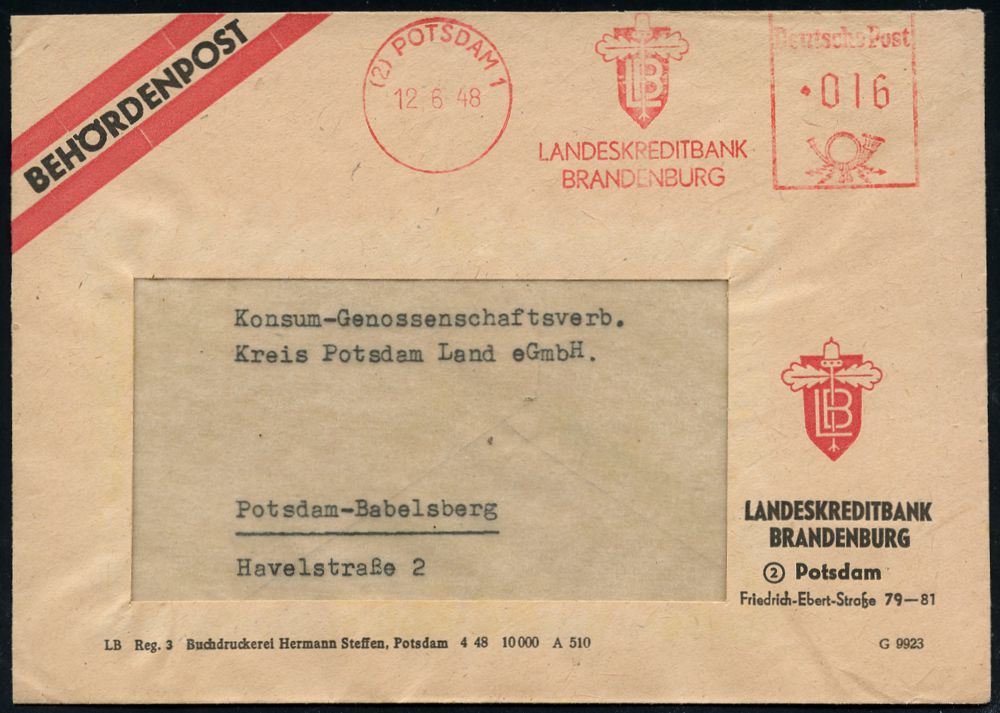 BEHÖRDENPOST
(2) POTSDAM 1
12.6.48
LB
LANDESKREDITBANK
BRANDENBURG
Deutsche Post
016
Konsum-Genossenschaftsverb.
Kreis Potsdam Land eGmbH.
Potsdam-Babelsberg
Havelstraße 2
LB
LANDESKREDITBANK
BRANDENBURG
② Potsdam
Friedrich-Ebert-Straße 79—81
LB Reg. 3 Buchdruckerei Hermann Steffen, Potsdam 4 48 10000 A 510
G 9923